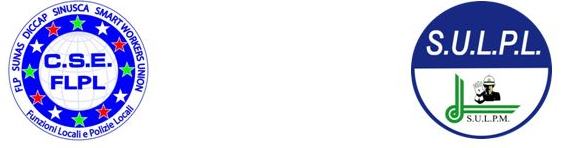 FLP SUNAS DICCAP SINUSCA SMART WORKERS UNION
C.S.E.
FLPL
Funzioni Locali e Polizie Locali
S.U.L.P.L.
S.U.L.P.M.